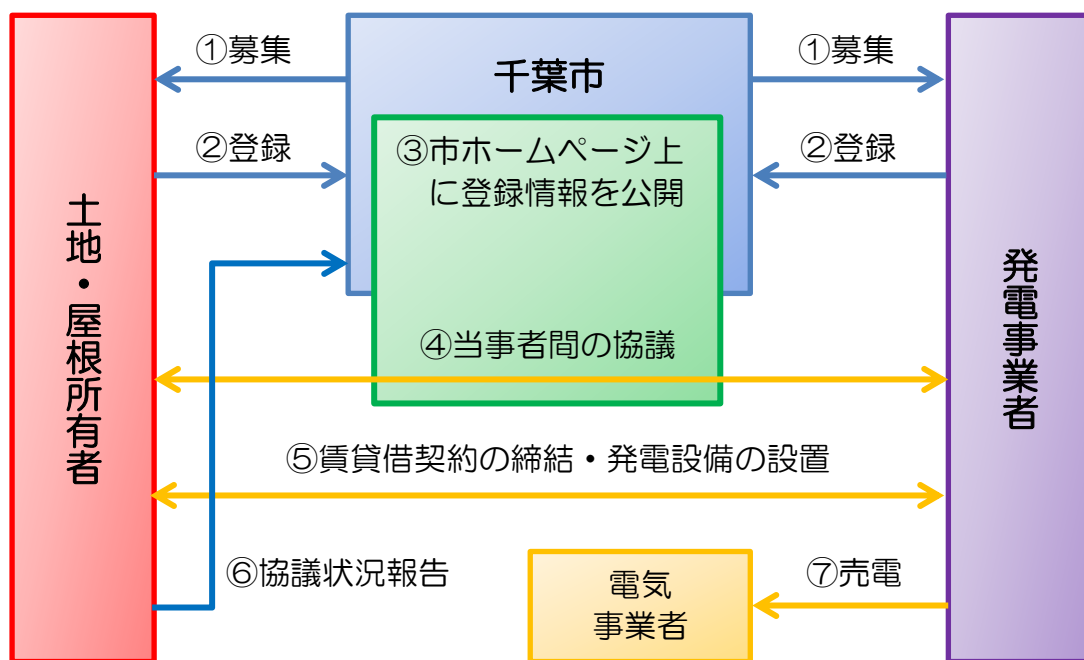 ①募集
千葉市
①募集
②登録
③市ホームページ上
に登録情報を公開
②登録
土地・屋根所有者
発電事業者
④当事者間の協議
⑤賃貸借契約の締結・発電設備の設置
⑥協議状況報告
電気
事業者
⑦売電